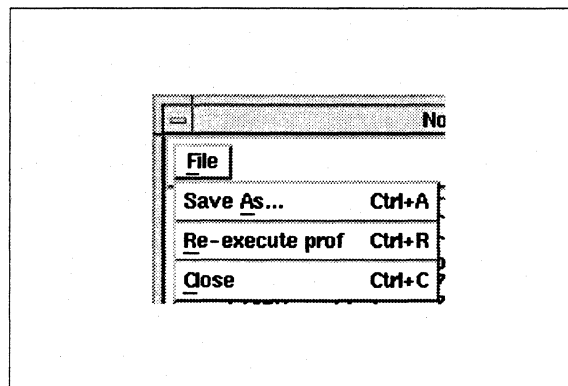 No
File
Save As... Ctrl+A
Re-execute prof Ctrl+R
Close Ctrl+C